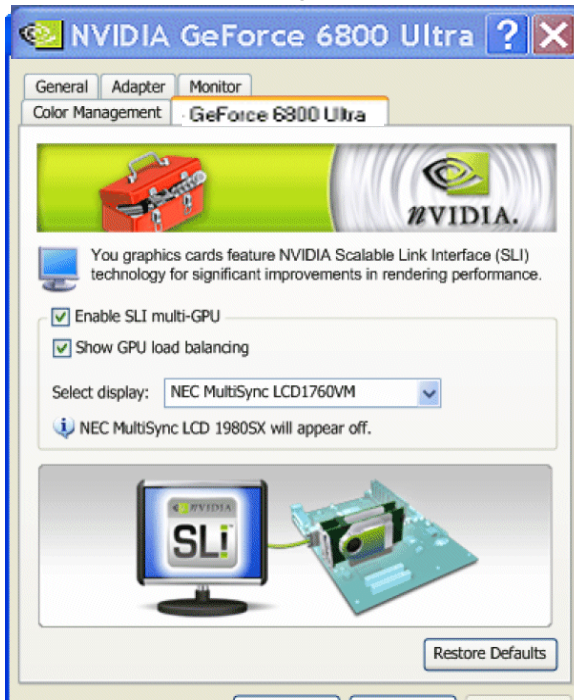 NVIDIA GeForce 6800 Ultra
General Adapter Monitor
Color Management GeForce 6800 Ultra
NVIDIA.
You graphics cards feature NVIDIA Scalable Link Interface (SLI)
technology for significant improvements in rendering performance.
Enable SLI multi-GPU
Show GPU load balancing
Select display: NEC MultiSync LCD1760VM
NEC MultiSync LCD 1980SX will appear off.
NVIDIA
SLI
Restore Defaults